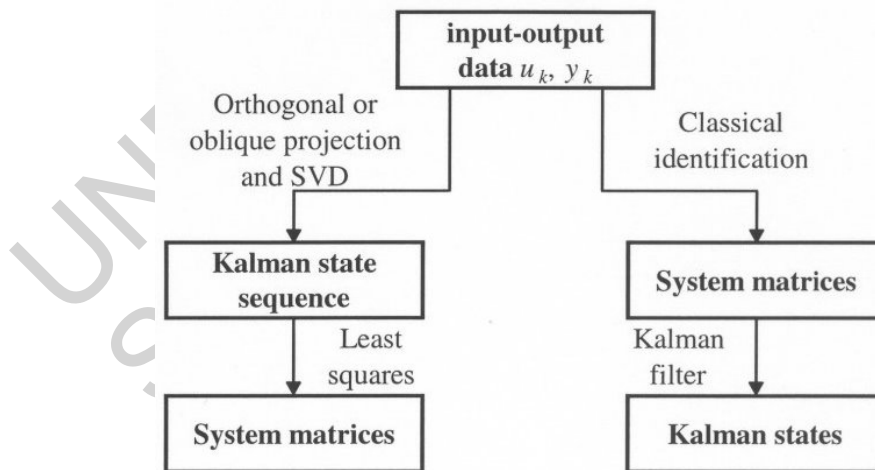 input-output
data u_k, y_k
Orthogonal or
oblique projection
and SVD
Classical
identification
Kalman state
sequence
System matrices
Least
squares
Kalman
filter
System matrices
Kalman states